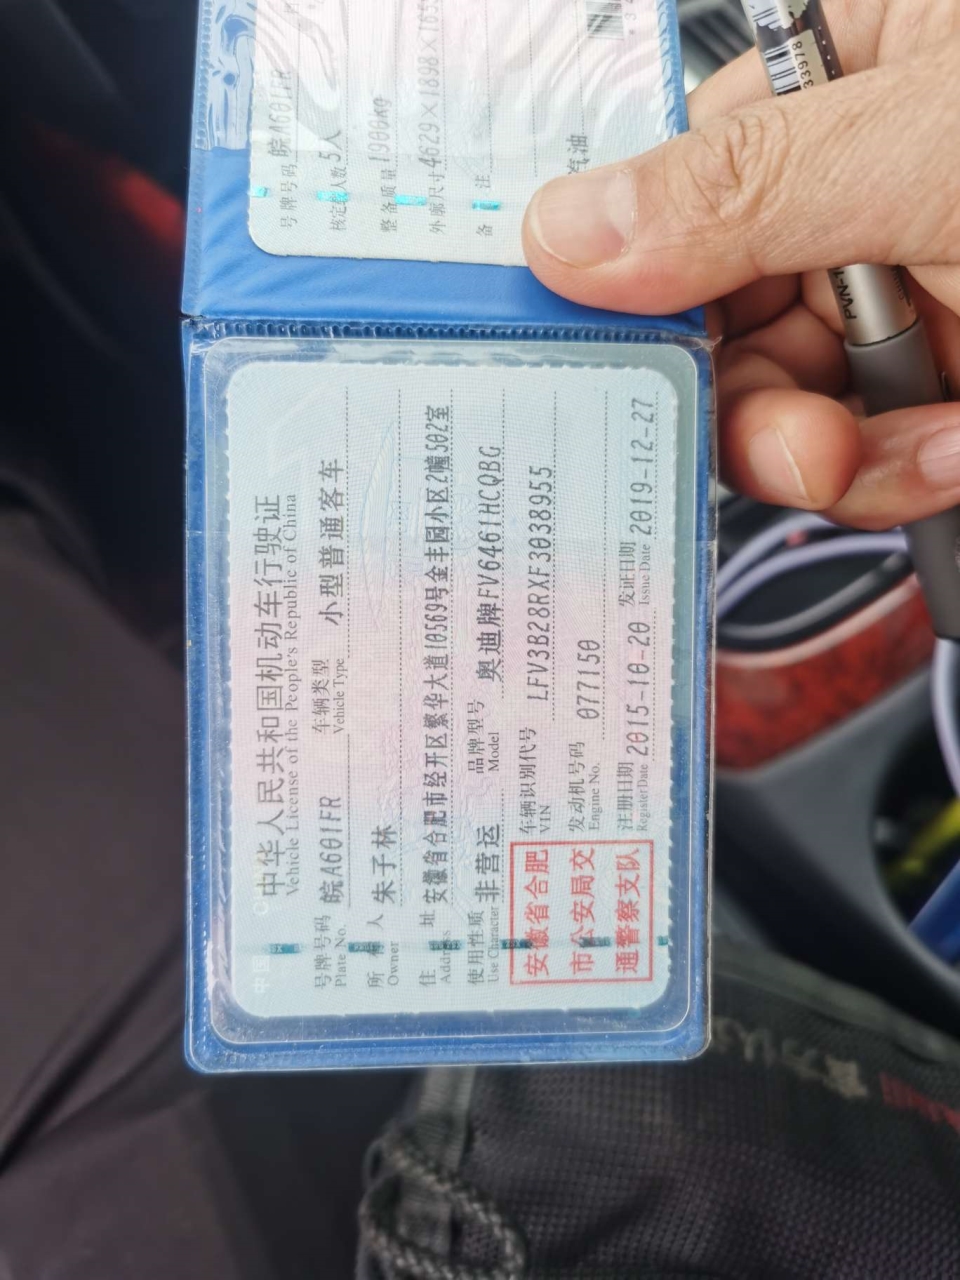 中华人民共和国机动车行驶证
Vehicle License of the People's Republic of China
号牌号码 皖A601FR 车辆类型 小型普通客车
Plate No. Vehicle Type
所有人 朱子林
Owner
住址 安徽省合肥市经开区繁华大道10569号金丰园小区2幢502室
Address
使用性质 非营运 品牌型号 奥迪牌FV6461HCQBG
Use Character Model
安徽省合肥
市公安局交
通警察支队
车辆识别代号 LFV3B28RXF3038955
VIN
发动机号码 077150
Engine No.
注册日期 2015-10-20 发证日期 2019-12-27
Register Date Issue Date
号牌号码 皖A601FR
核定载人数 5人
整备质量
外廓尺寸 4629×1898×165
备注
汽油
33978